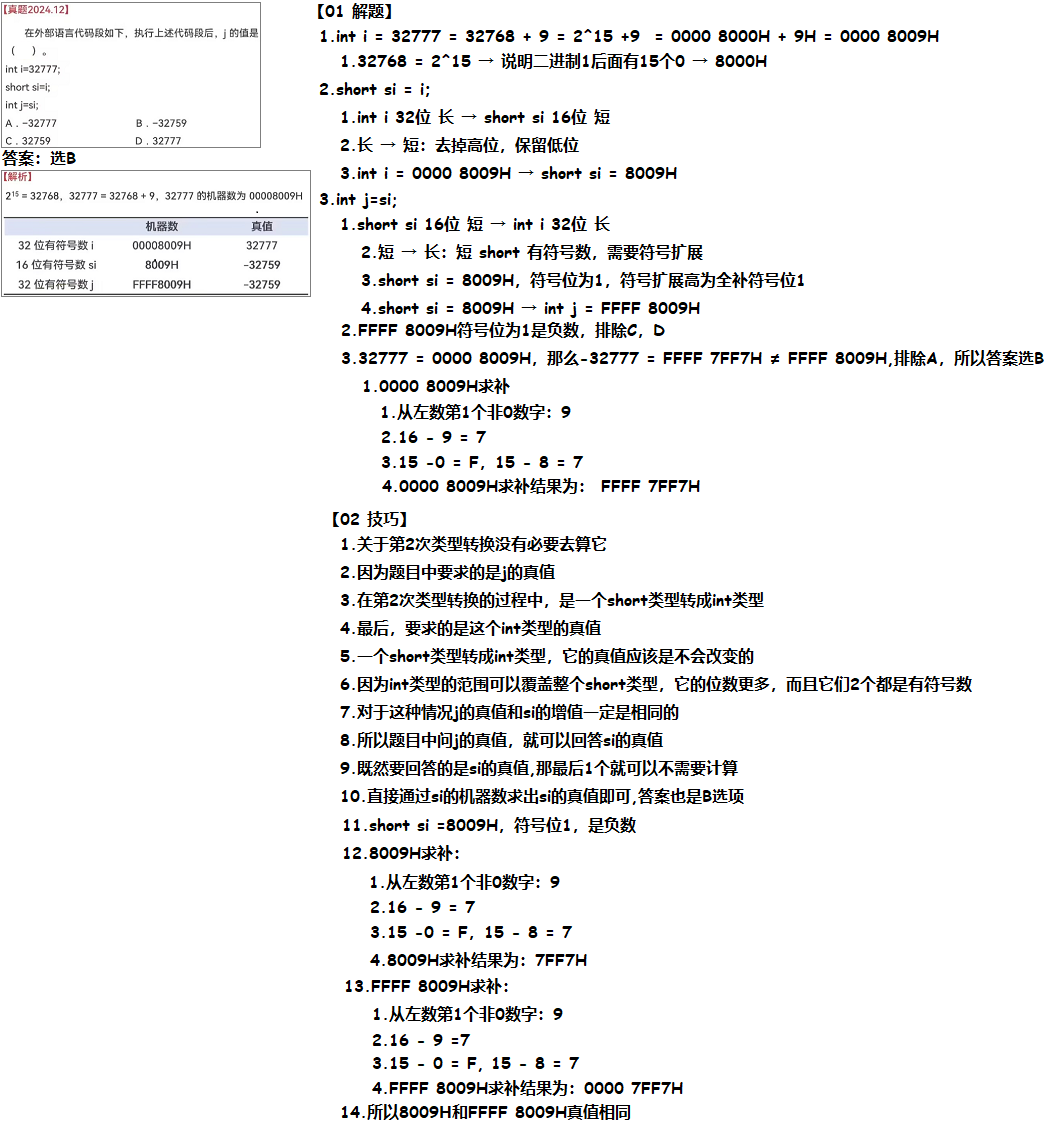 【真题2024.12】
在外部语言代码段如下，执行上述代码段后，j 的值是
（ ）。
int i=32777;
short si=i;
int j=si;
A．-32777 B．-32759
C．32759 D．32777
答案：选B
【解析】
2¹⁵ = 32768，32777 = 32768 + 9，32777 的机器数为 00008009H
机器数 真值
32 位有符号数 i 00008009H 32777
16 位有符号数 si 8009H -32759
32 位有符号数 j FFFF8009H -32759
【01 解题】
1.int i = 32777 = 32768 + 9 = 2^15 +9 = 0000 8000H + 9H = 0000 8009H
1.32768 = 2^15 → 说明二进制1后面有15个0 → 8000H
2.short si = i;
1.int i 32位 长 → short si 16位 短
2.长 → 短：去掉高位，保留低位
3.int i = 0000 8009H → short si = 8009H
3.int j=si;
1.short si 16位 短 → int i 32位 长
2.短 → 长：短 short 有符号数，需要符号扩展
3.short si = 8009H，符号位为1，符号扩展高为全补符号位1
4.short si = 8009H → int j = FFFF 8009H
2.FFFF 8009H符号位为1是负数，排除C，D
3.32777 = 0000 8009H，那么-32777 = FFFF 7FF7H ≠ FFFF 8009H,排除A，所以答案选B
1.0000 8009H求补
1.从左数第1个非0数字：9
2.16 - 9 = 7
3.15 -0 = F，15 - 8 = 7
4.0000 8009H求补结果为： FFFF 7FF7H
【02 技巧】
1.关于第2次类型转换没有必要去算它
2.因为题目中要求的是j的真值
3.在第2次类型转换的过程中，是一个short类型转成int类型
4.最后，要求的是这个int类型的真值
5.一个short类型转成int类型，它的真值应该是不会改变的
6.因为int类型的范围可以覆盖整个short类型，它的位数更多，而且它们2个都是有符号数
7.对于这种情况j的真值和si的增值一定是相同的
8.所以题目中问j的真值，就可以回答si的真值
9.既然要回答的是si的真值,那最后1个就可以不需要计算
10.直接通过si的机器数求出si的真值即可,答案也是B选项
11.short si =8009H，符号位1，是负数
12.8009H求补：
1.从左数第1个非0数字：9
2.16 - 9 = 7
3.15 -0 = F，15 - 8 = 7
4.8009H求补结果为：7FF7H
13.FFFF 8009H求补：
1.从左数第1个非0数字：9
2.16 - 9 =7
3.15 - 0 = F，15 - 8 = 7
4.FFFF 8009H求补结果为：0000 7FF7H
14.所以8009H和FFFF 8009H真值相同